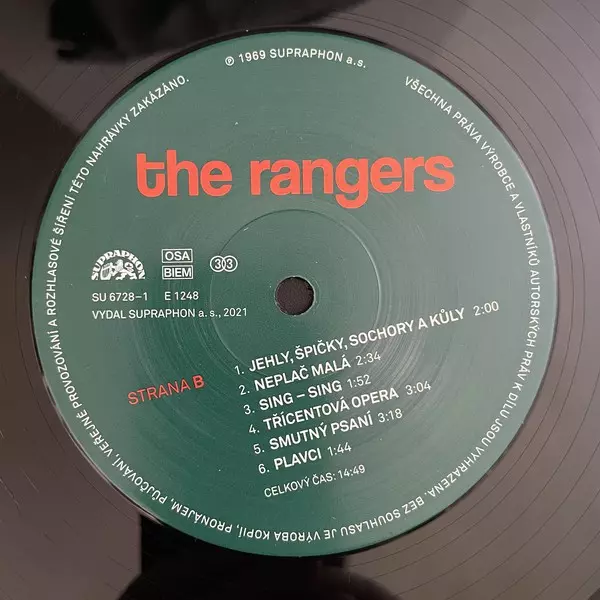 ℗ 1969 SUPRAPHON a.s.
VŠECHNA PRÁVA VÝROBCE A VLASTNÍKŮ AUTORSKÝCH PRÁV K DÍLU JSOU VYHRAZENA. BEZ SOUHLASU JE VÝROBA KOPIÍ, PRONÁJEM, PŮJČOVÁNÍ, VEŘEJNÉ PROVOZOVÁNÍ A ROZHLASOVÉ ŠÍŘENÍ TÉTO NAHRÁVKY ZAKÁZÁNO.
the rangers
SUPRAPHON
OSA
BIEM
33
SU 6728–1 E 1248
VYDAL SUPRAPHON a. s., 2021
STRANA B
1. JEHLY, ŠPIČKY, SOCHORY A KŮLY 2:00
2. NEPLAČ MALÁ 2:34
3. SING – SING 1:52
4. TŘÍCENTOVÁ OPERA 3:04
5. SMUTNÝ PSANÍ 3:18
6. PLAVCI 1:44
CELKOVÝ ČAS: 14:49